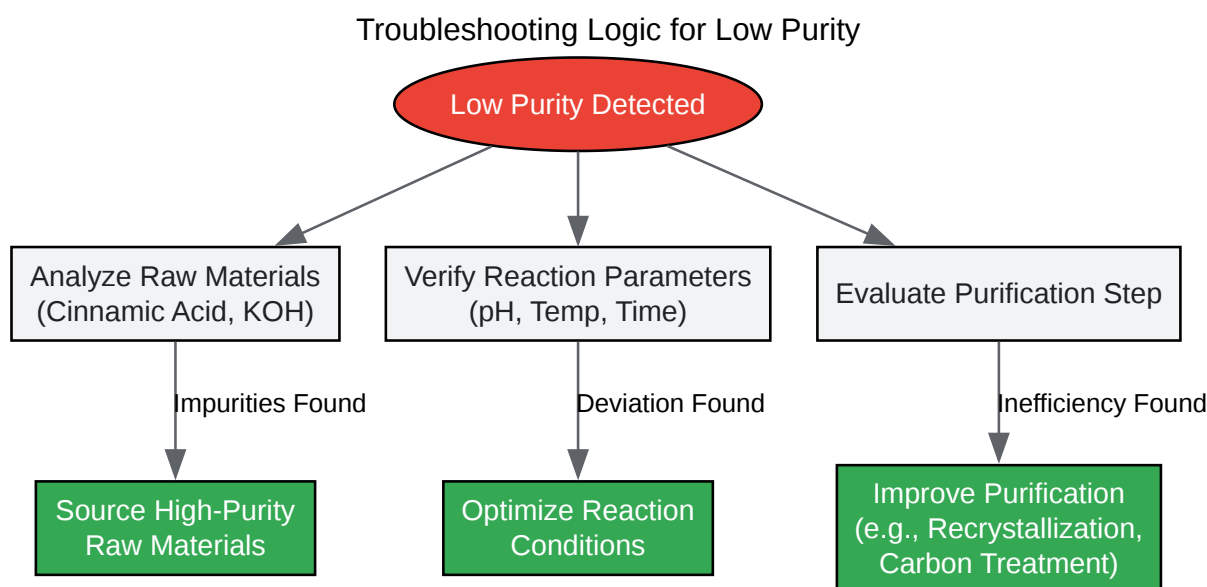 Troubleshooting Logic for Low Purity
Low Purity Detected
Analyze Raw Materials
(Cinnamic Acid, KOH)
Verify Reaction Parameters
(pH, Temp, Time)
Evaluate Purification Step
Impurities Found
Deviation Found
Inefficiency Found
Source High-Purity
Raw Materials
Optimize Reaction
Conditions
Improve Purification
(e.g., Recrystallization,
Carbon Treatment)